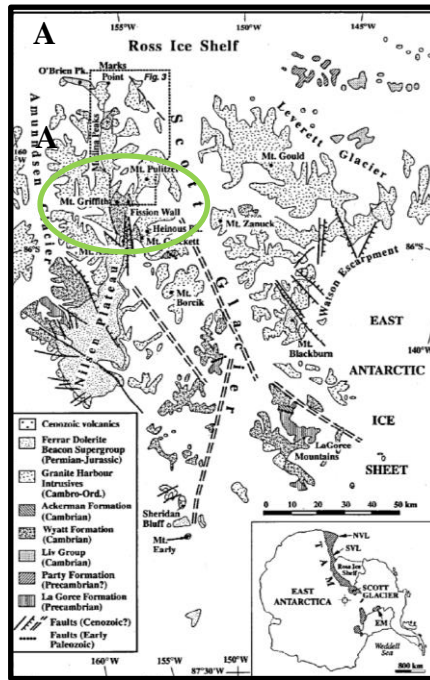 A
155°W
150°W
145°W
Ross Ice Shelf
O'Brien Pk.
Marks
Point
Fig. 3
A
160
°W
Amundsen
Glacier
Medina Peaks
Scott
Glacier
Leverett Glacier
Mt. Gould
Mt. Pulitzer
Mt. Griffith
Fission Wall
Mt. Zanuck
86°S
86°S
Nilsen Plateau
Mt. Borcik
Watson Escarpment
EAST
Mt.
Blackburn
140°W
ANTARCTIC
ICE
LaGorce
Mountains
SHEET
Sheridan
Bluff
Mt.
Early
Cenozoic volcanics
Ferrar Dolerite
Beacon Supergroup
(Permian-Jurassic)
Granite Harbour
Intrusives
(Cambro-Ord.)
Ackerman Formation
(Cambrian)
Wyatt Formation
(Cambrian)
Liv Group
(Cambrian)
Party Formation
(Precambrian?)
La Gorce Formation
(Precambrian)
Faults (Cenozoic?)
Faults (Early
Paleozoic)
0 10 20 30 40 50 km
NVL
SVL
TAM
Ross Ice
Shelf
SCOTT
GLACIER
EAST
ANTARCTICA
EM
Weddell
Sea
800 km
160°W
155°W
87°30'W
150°W